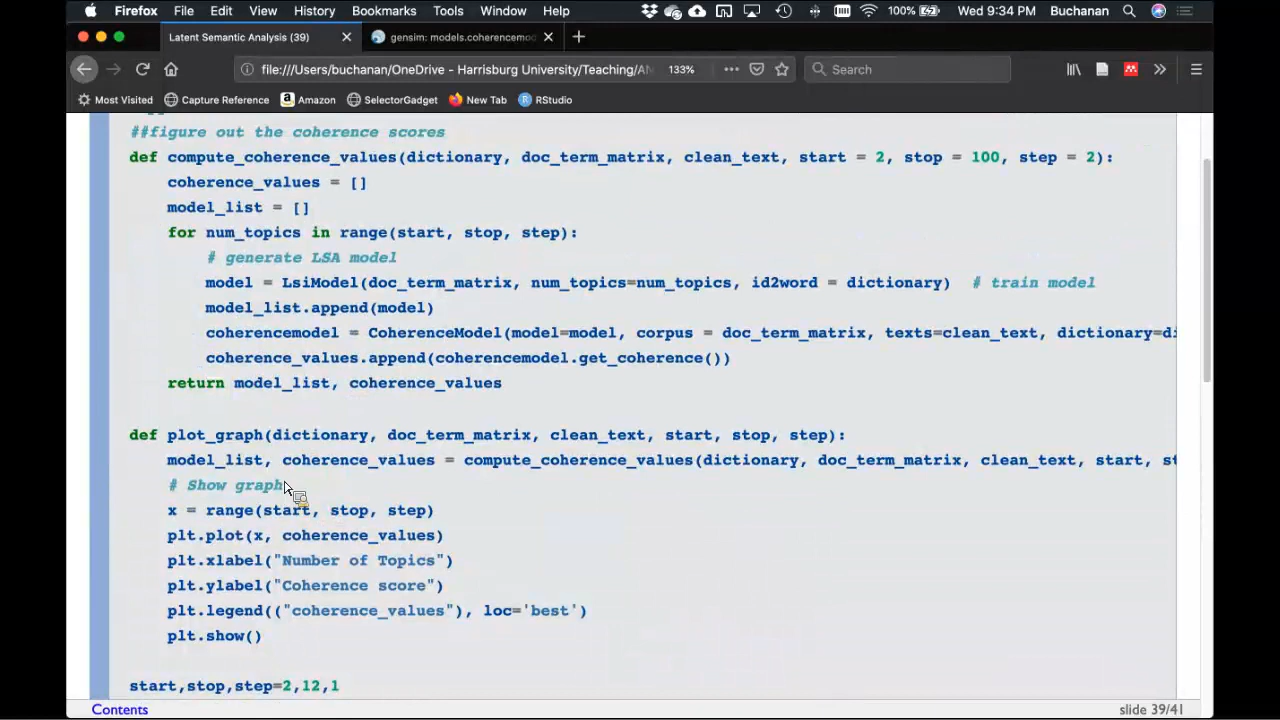 Firefox File Edit View History Bookmarks Tools Window Help 100% Wed 9:34 PM Buchanan
Latent Semantic Analysis (39) gensim: models.coherencemod
file:///Users/buchanan/OneDrive - Harrisburg University/Teaching/AN 133% Search
Most Visited Capture Reference Amazon SelectorGadget New Tab RStudio
##figure out the coherence scores
def compute_coherence_values(dictionary, doc_term_matrix, clean_text, start = 2, stop = 100, step = 2):
coherence_values = []
model_list = []
for num_topics in range(start, stop, step):
# generate LSA model
model = LsiModel(doc_term_matrix, num_topics=num_topics, id2word = dictionary) # train model
model_list.append(model)
coherencemodel = CoherenceModel(model=model, corpus = doc_term_matrix, texts=clean_text, dictionary=di
coherence_values.append(coherencemodel.get_coherence())
return model_list, coherence_values
def plot_graph(dictionary, doc_term_matrix, clean_text, start, stop, step):
model_list, coherence_values = compute_coherence_values(dictionary, doc_term_matrix, clean_text, start, st
# Show graph
x = range(start, stop, step)
plt.plot(x, coherence_values)
plt.xlabel("Number of Topics")
plt.ylabel("Coherence score")
plt.legend(("coherence_values"), loc='best')
plt.show()
start,stop,step=2,12,1
Contents slide 39/41